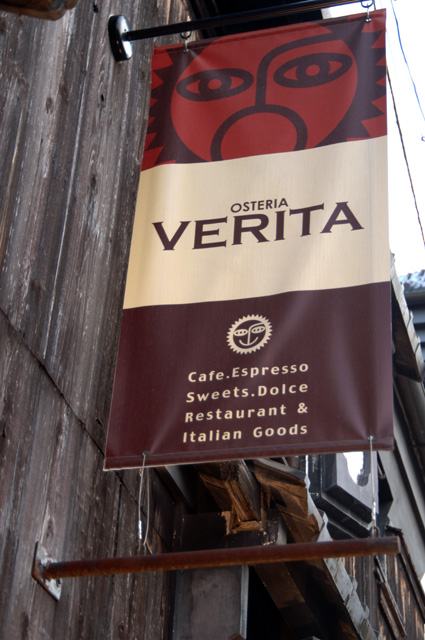 OSTERIA
VERITA
Cafe.Espresso
Sweets.Dolce
Restaurant &
Italian Goods